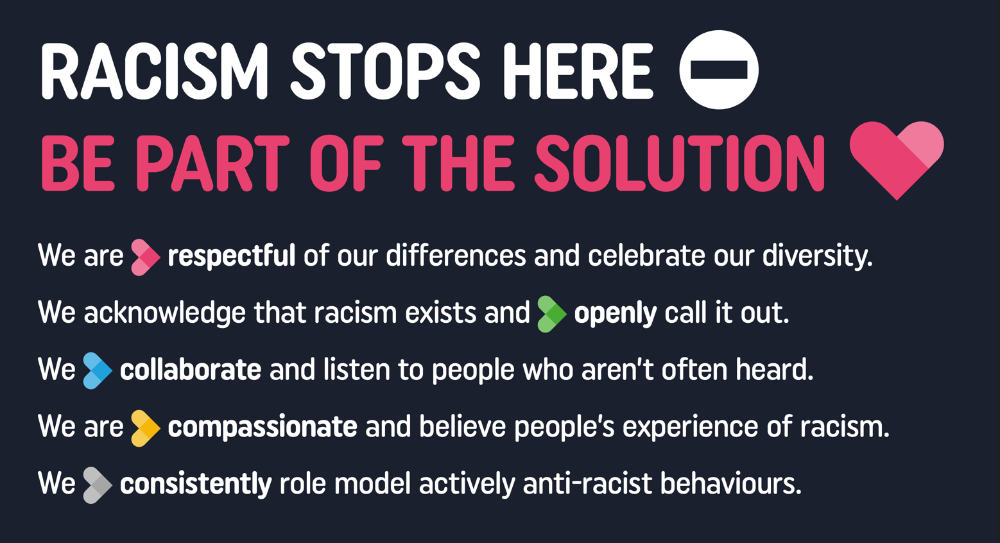 RACISM STOPS HERE
BE PART OF THE SOLUTION
We are respectful of our differences and celebrate our diversity.
We acknowledge that racism exists and openly call it out.
We collaborate and listen to people who aren't often heard.
We are compassionate and believe people's experience of racism.
We consistently role model actively anti-racist behaviours.